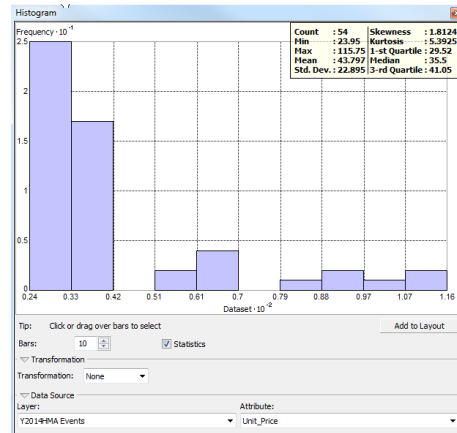 Histogram
Frequency · 10 -1
Count : 54 Skewness : 1.8124
Min : 23.95 Kurtosis : 5.3925
Max : 115.75 1-st Quartile : 29.52
Mean : 43.797 Median : 35.5
Std. Dev. : 22.895 3-rd Quartile : 41.05
2.5
2
1.5
1
0.5
0
0.24 0.33 0.42 0.51 0.61 0.7 0.79 0.88 0.97 1.07 1.16
Dataset · 10 -2
Tip: Click or drag over bars to select Add to Layout
Bars: 10 Statistics
Transformation
Transformation: None
Data Source
Layer: Attribute:
Y2014HMA Events Unit_Price